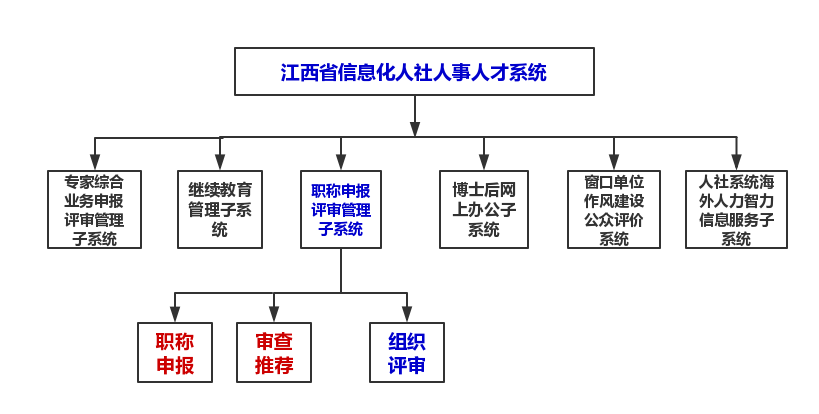 江西省信息化人社人事人才系统
专家综合
业务申报
评审管理
子系统
继续教育
管理子系
统
职称申报
评审管理
子系统
博士后网
上办公子
系统
窗口单位
作风建设
公众评价
系统
人社系统海
外人力智力
信息服务子
系统
职称
申报
审查
推荐
组织
评审